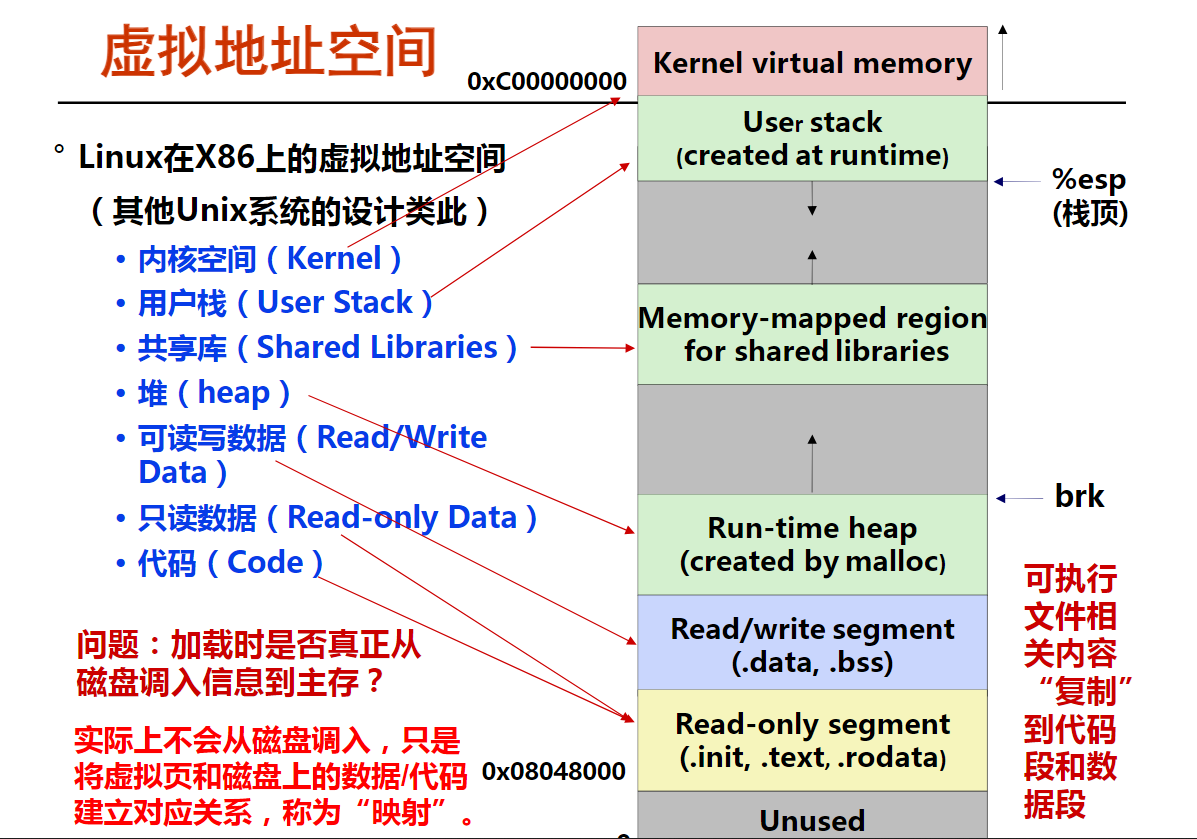 虚拟地址空间
0xC00000000
° Linux在X86上的虚拟地址空间
（其他Unix系统的设计类此）
• 内核空间（Kernel）
• 用户栈（User Stack）
• 共享库（Shared Libraries）
• 堆（heap）
• 可读写数据（Read/Write
Data）
• 只读数据（Read-only Data）
• 代码（Code）
问题：加载时是否真正从
磁盘调入信息到主存？
实际上不会从磁盘调入，只是
将虚拟页和磁盘上的数据/代码
建立对应关系，称为“映射”。
Kernel virtual memory
User stack
(created at runtime)
%esp
(栈顶)
Memory-mapped region
for shared libraries
brk
Run-time heap
(created by malloc)
Read/write segment
(.data, .bss)
Read-only segment
(.init, .text, .rodata)
0x08048000
Unused
可执行
文件相
关内容
“复制”
到代码
段和数
据段